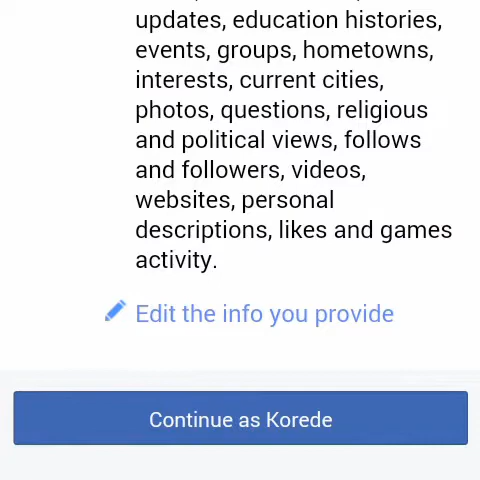 updates, education histories,
events, groups, hometowns,
interests, current cities,
photos, questions, religious
and political views, follows
and followers, videos,
websites, personal
descriptions, likes and games
activity.
Edit the info you provide
Continue as Korede